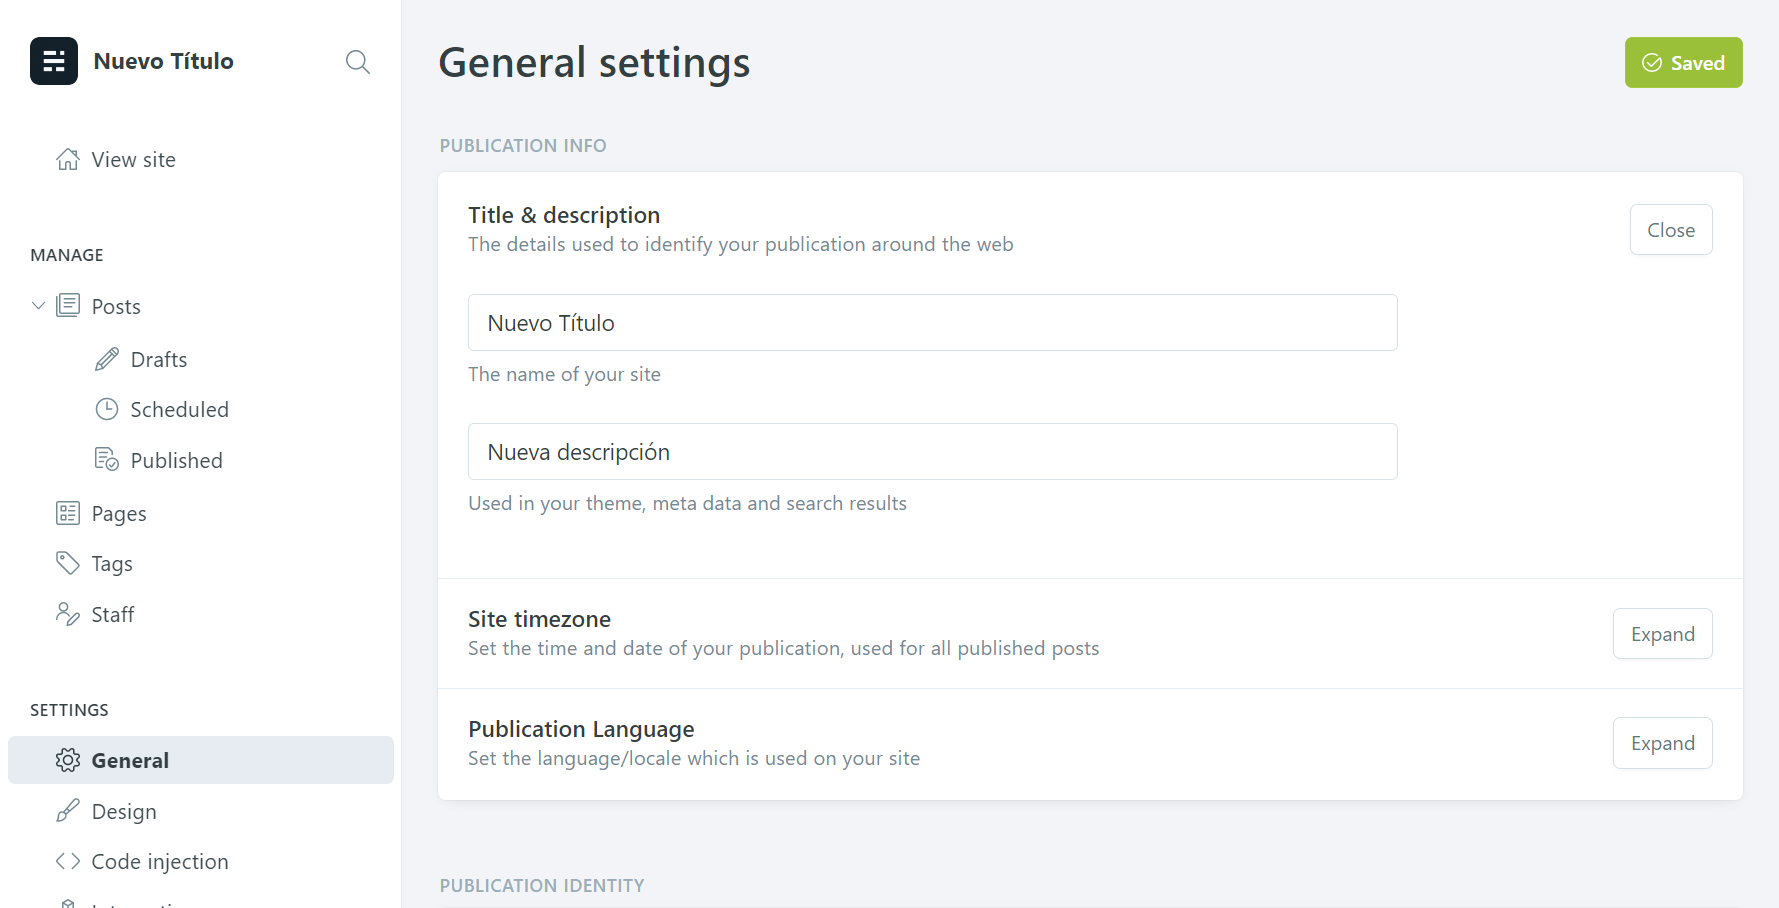 Nuevo Título
View site
MANAGE
Posts
Drafts
Scheduled
Published
Pages
Tags
Staff
SETTINGS
General
Design
Code injection
General settings
Saved
PUBLICATION INFO
Title & description
The details used to identify your publication around the web
Close
Nuevo Título
The name of your site
Nueva descripción
Used in your theme, meta data and search results
Site timezone
Set the time and date of your publication, used for all published posts
Expand
Publication Language
Set the language/locale which is used on your site
Expand
PUBLICATION IDENTITY